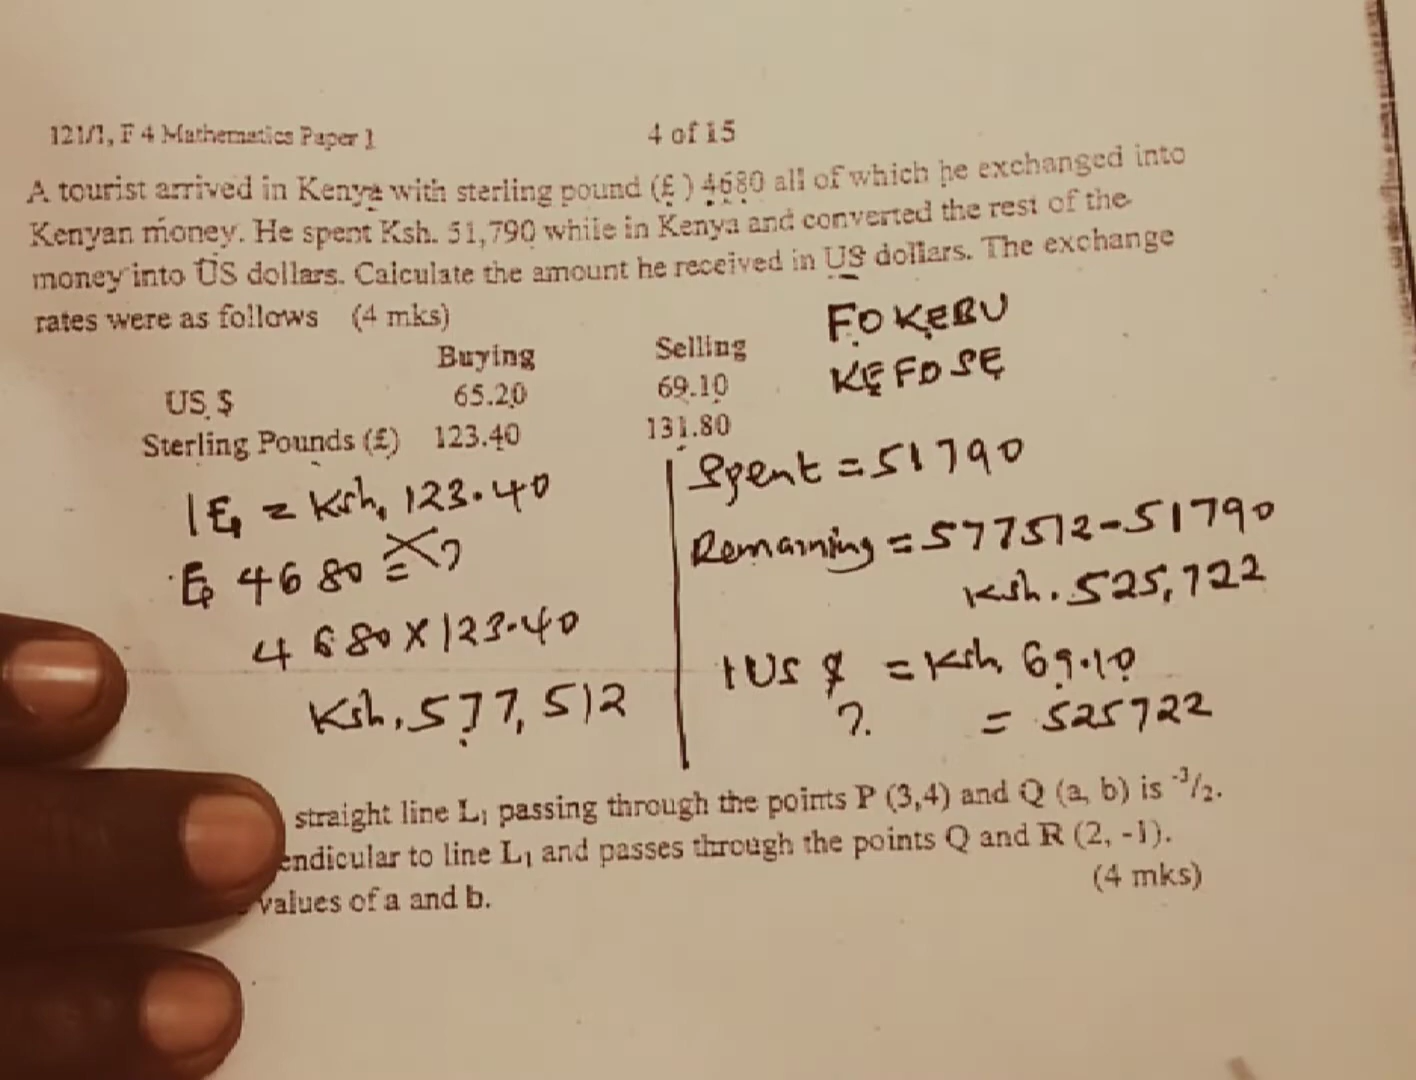 121/1, F 4 Mathematics Paper 1
4 of 15
A tourist arrived in Kenya with sterling pound (£ ) 4680 all of which he exchanged into
Kenyan money. He spent Ksh. 51,790 while in Kenya and converted the rest of the
money into US dollars. Calculate the amount he received in US dollars. The exchange
rates were as follows (4 mks)
Buying Selling
US $ 65.20 69.10
Sterling Pounds (£) 123.40 131.80
FOKEBU
KEFOSE
1£ = Ksh. 123.40
£ 4680 = ?
4680 X 123.40
Ksh. 577,512
Spent = 51790
Remaining = 577512-51790
Ksh. 525,722
1 US $ = Ksh 69.10
? = 525722
straight line L₁ passing through the points P (3,4) and Q (a, b) is ⁻³/₂.
endicular to line L₁ and passes through the points Q and R (2, -1).
values of a and b. (4 mks)